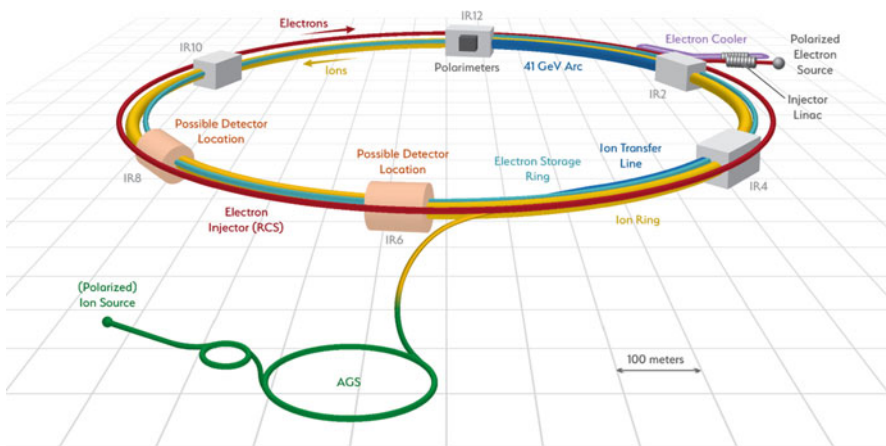 IR12
Electrons
IR10
Ions
Polarimeters
41 GeV Arc
Electron Cooler
Polarized
Electron
Source
IR2
Injector
Linac
Possible Detector
Location
Possible Detector
Location
Electron Storage
Ring
Ion Transfer
Line
IR8
IR4
Electron
Injector (RCS)
IR6
Ion Ring
(Polarized)
Ion Source
AGS
100 meters